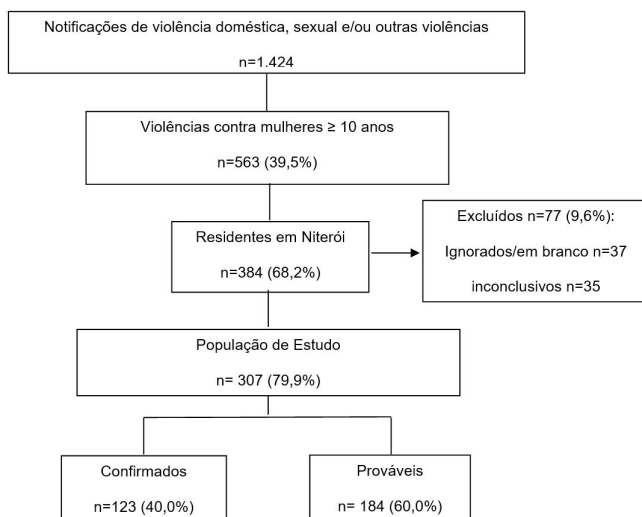 Notificações de violência doméstica, sexual e/ou outras violências
n=1.424
Violências contra mulheres ≥ 10 anos
n=563 (39,5%)
Residentes em Niterói
n=384 (68,2%)
Excluídos n=77 (9,6%):
Ignorados/em branco n=37
inconclusivos n=35
População de Estudo
n= 307 (79,9%)
Confirmados
n=123 (40,0%)
Prováveis
n= 184 (60,0%)